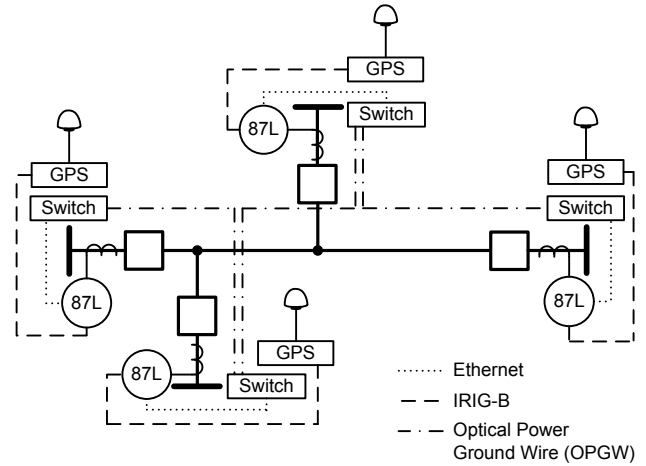 GPS
Switch
87L
GPS
Switch
GPS
Switch
87L
87L
GPS
87L
Switch
Ethernet
IRIG-B
Optical Power
Ground Wire (OPGW)